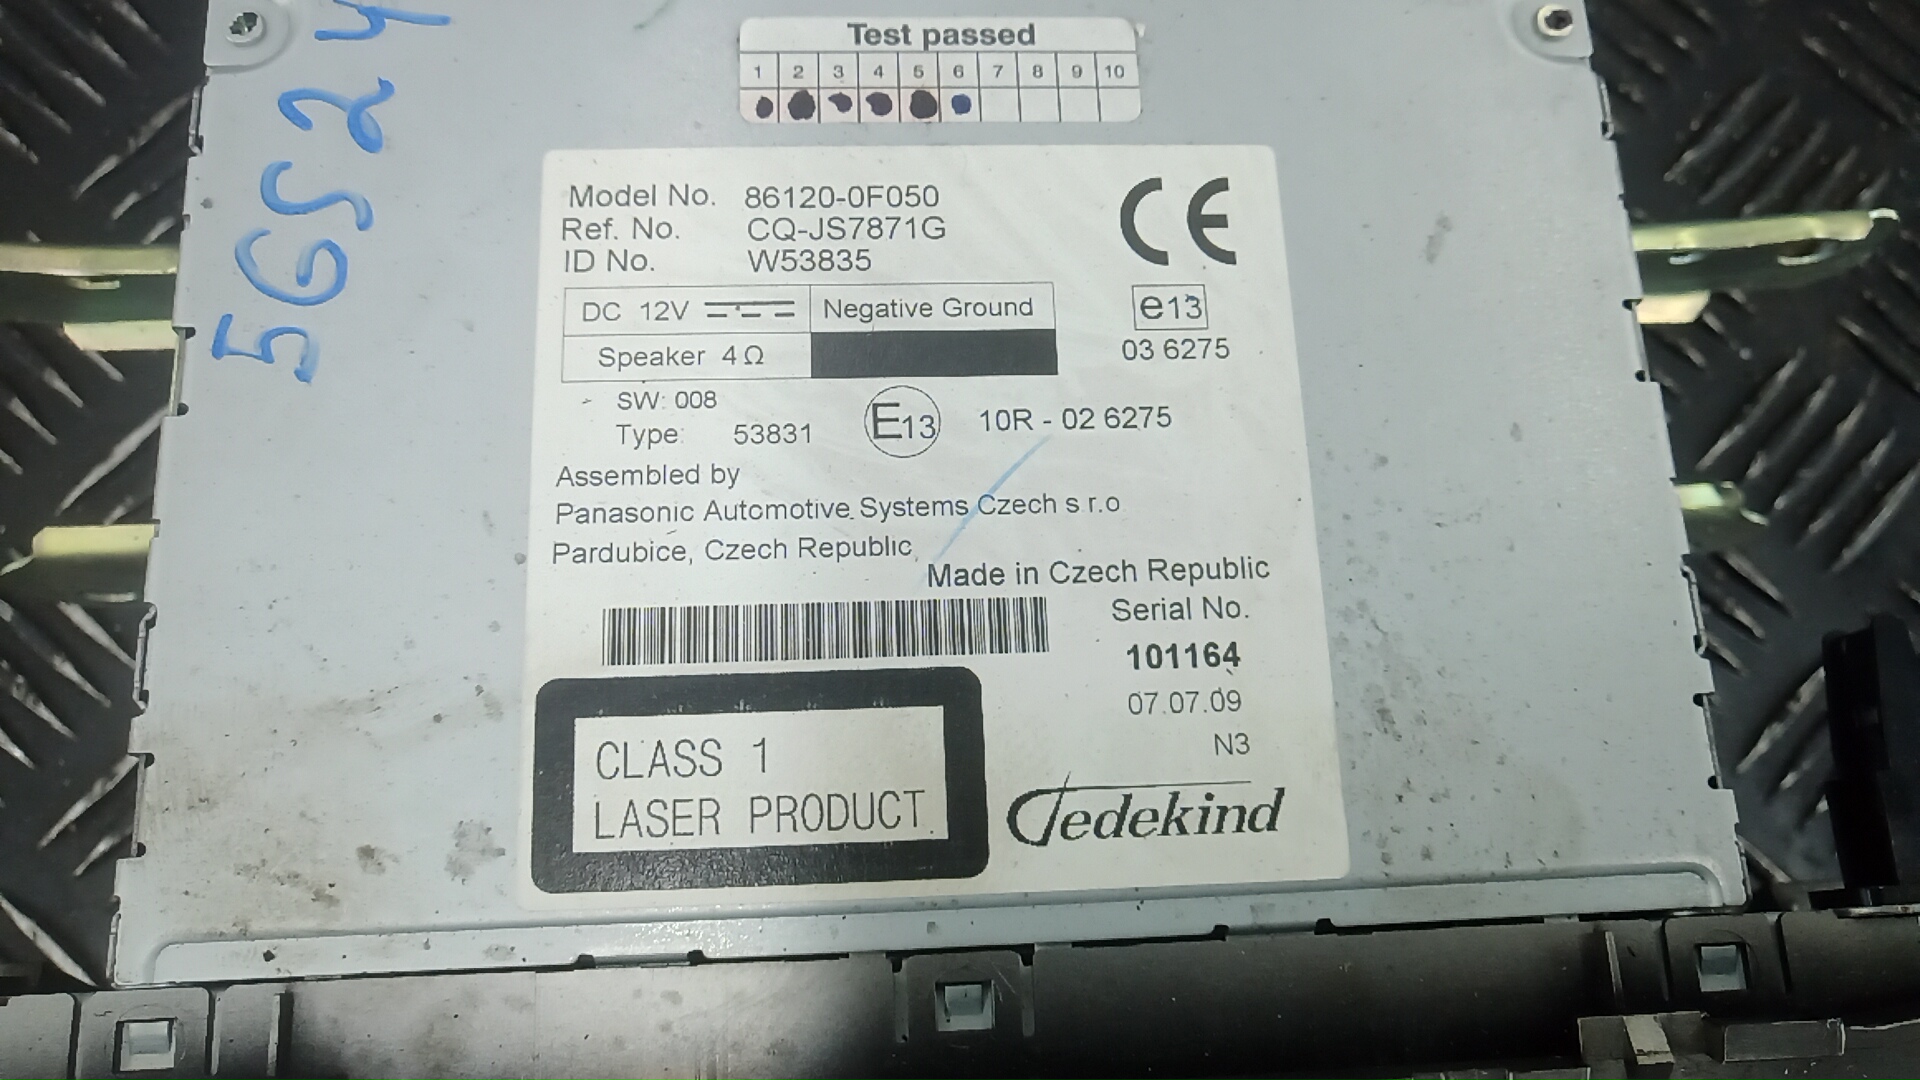 5GS24
Test passed
1 2 3 4 5 6 7 8 9 10
Model No. 86120-0F050
Ref. No. CQ-JS7871G
ID No. W53835
CE
DC 12V Negative Ground
e13
Speaker 4Ω
03 6275
SW: 008
Type: 53831
E13 10R - 02 6275
Assembled by
Panasonic Automotive Systems Czech s.r.o
Pardubice, Czech Republic
Made in Czech Republic
Serial No.
101164
07.07.09
N3
CLASS 1
LASER PRODUCT
Jedekind